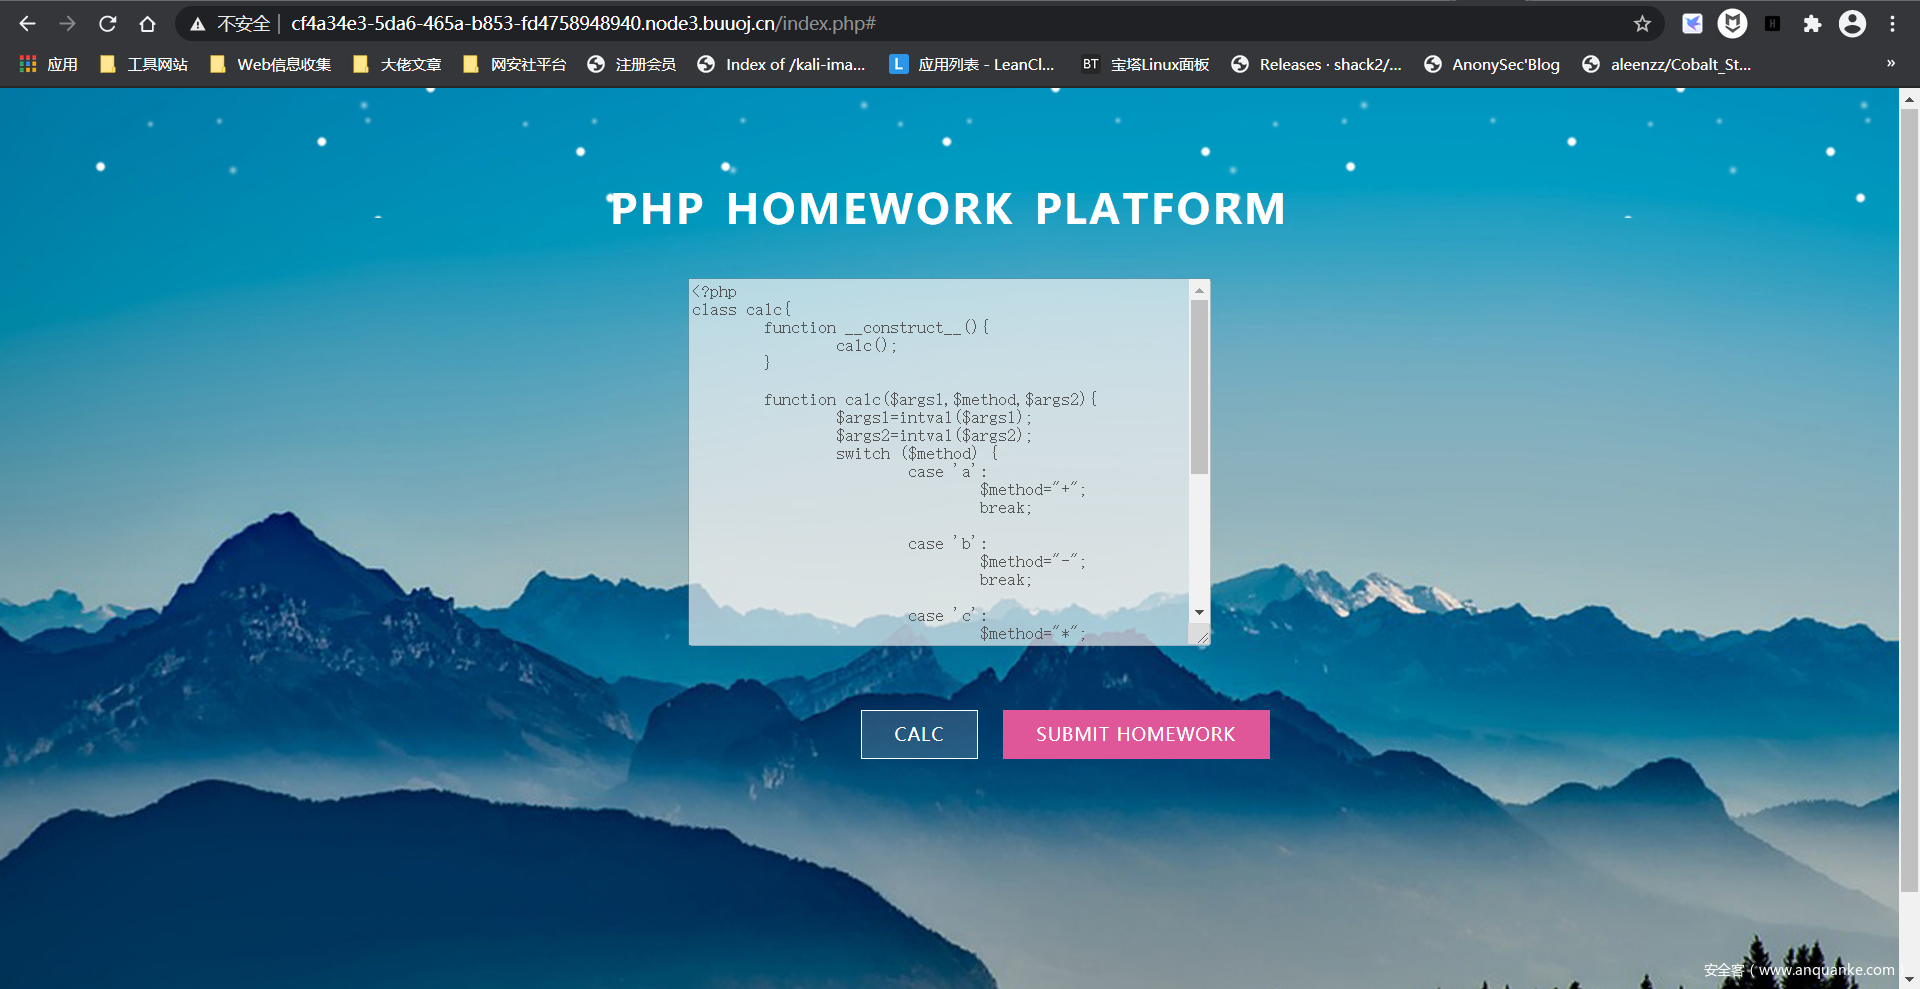 不安全 | cf4a34e3-5da6-465a-b853-fd4758948940.node3.buuoj.cn/index.php#
应用 工具网站 Web信息收集 大佬文章 网安社平台 注册会员 Index of /kali-ima... L 应用列表 - LeanCl... BT 宝塔Linux面板 Releases · shack2/... AnonySec'Blog aleenzz/Cobalt_St... »
PHP HOMEWORK PLATFORM
<?php
class calc{
function __construct__(){
calc();
}
function calc($args1,$method,$args2){
$args1=intval($args1);
$args2=intval($args2);
switch ($method) {
case 'a':
$method="+";
break;
case 'b':
$method="-";
break;
case 'c':
$method="*";
CALC SUBMIT HOMEWORK
安全客 ( www.anquanke.com